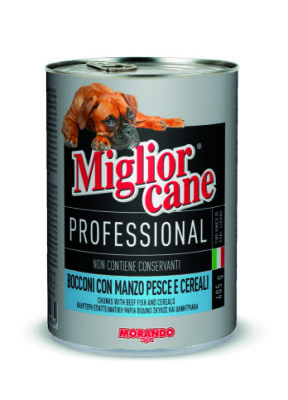 Miglior
cane
PROFESSIONAL
NON CONTIENE CONSERVANTI
BOCCONI CON MANZO PESCE E CEREALI
CHUNKS WITH BEEF FISH AND CEREALS
405 g
MORANDO